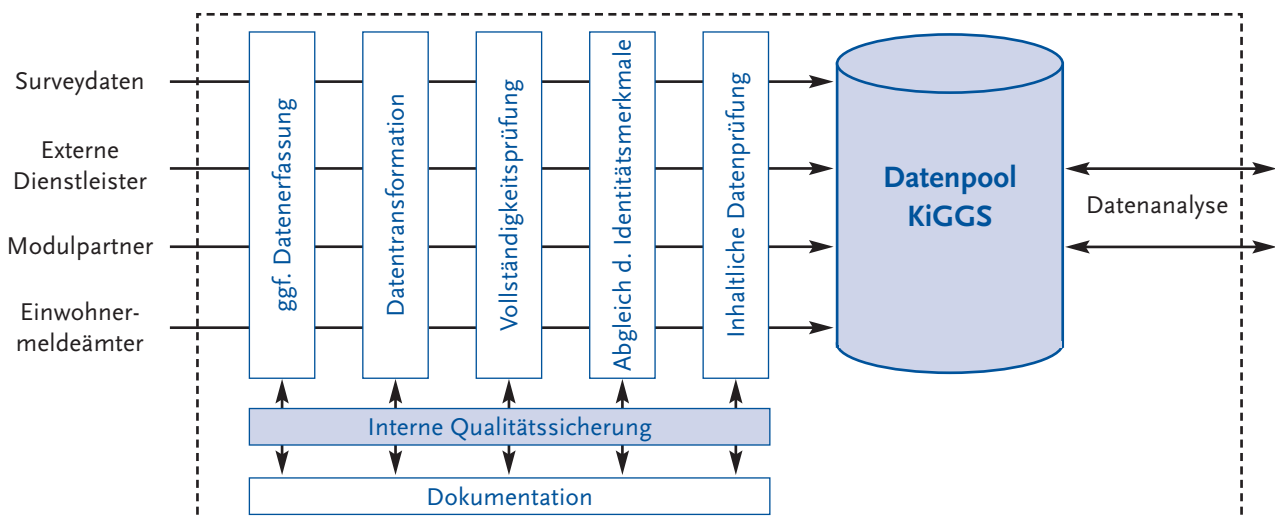 Surveydaten
Externe
Dienstleister
Modulpartner
Einwohner-
meldeämter
ggf. Datenerfassung
Datentransformation
Vollständigkeitsprüfung
Abgleich d. Identitätsmerkmale
Inhaltliche Datenprüfung
Datenpool
KiGGS
Datenanalyse
Interne Qualitätssicherung
Dokumentation